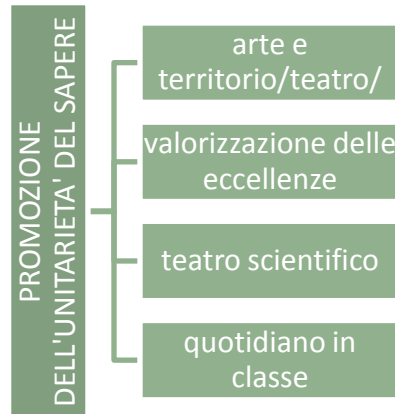 PROMOZIONE
DELL'UNITARIETA' DEL SAPERE
arte e
territorio/teatro/
valorizzazione delle
eccellenze
teatro scientifico
quotidiano in
classe